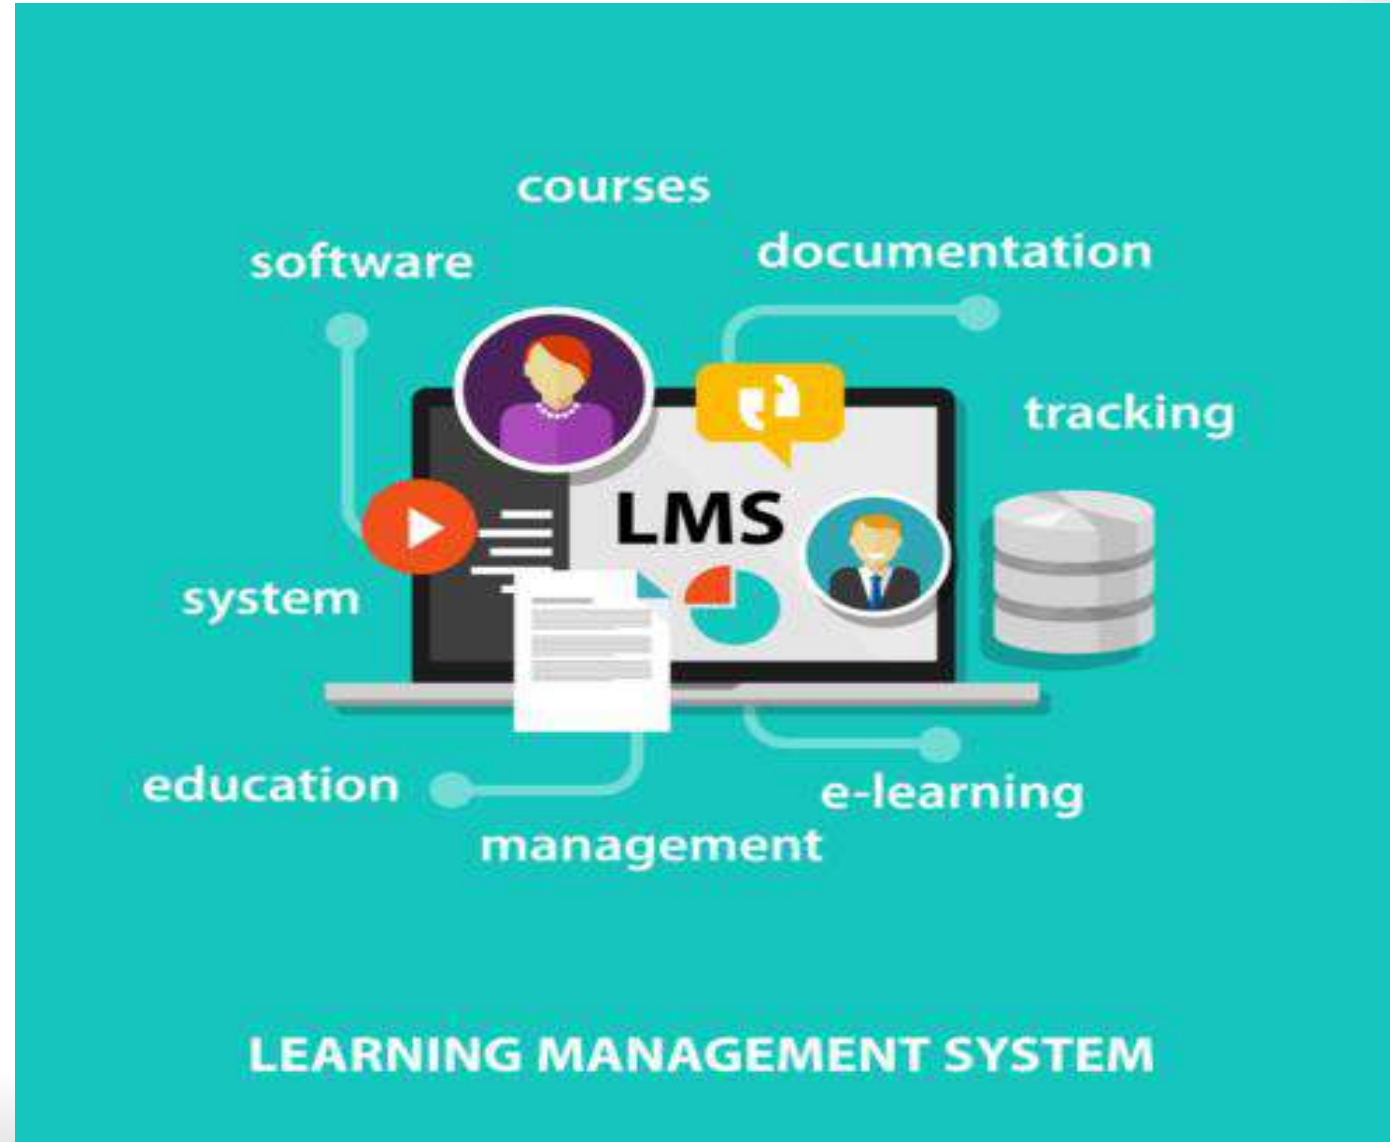 courses
software
documentation
tracking
LMS
system
education
e-learning
management
LEARNING MANAGEMENT SYSTEM